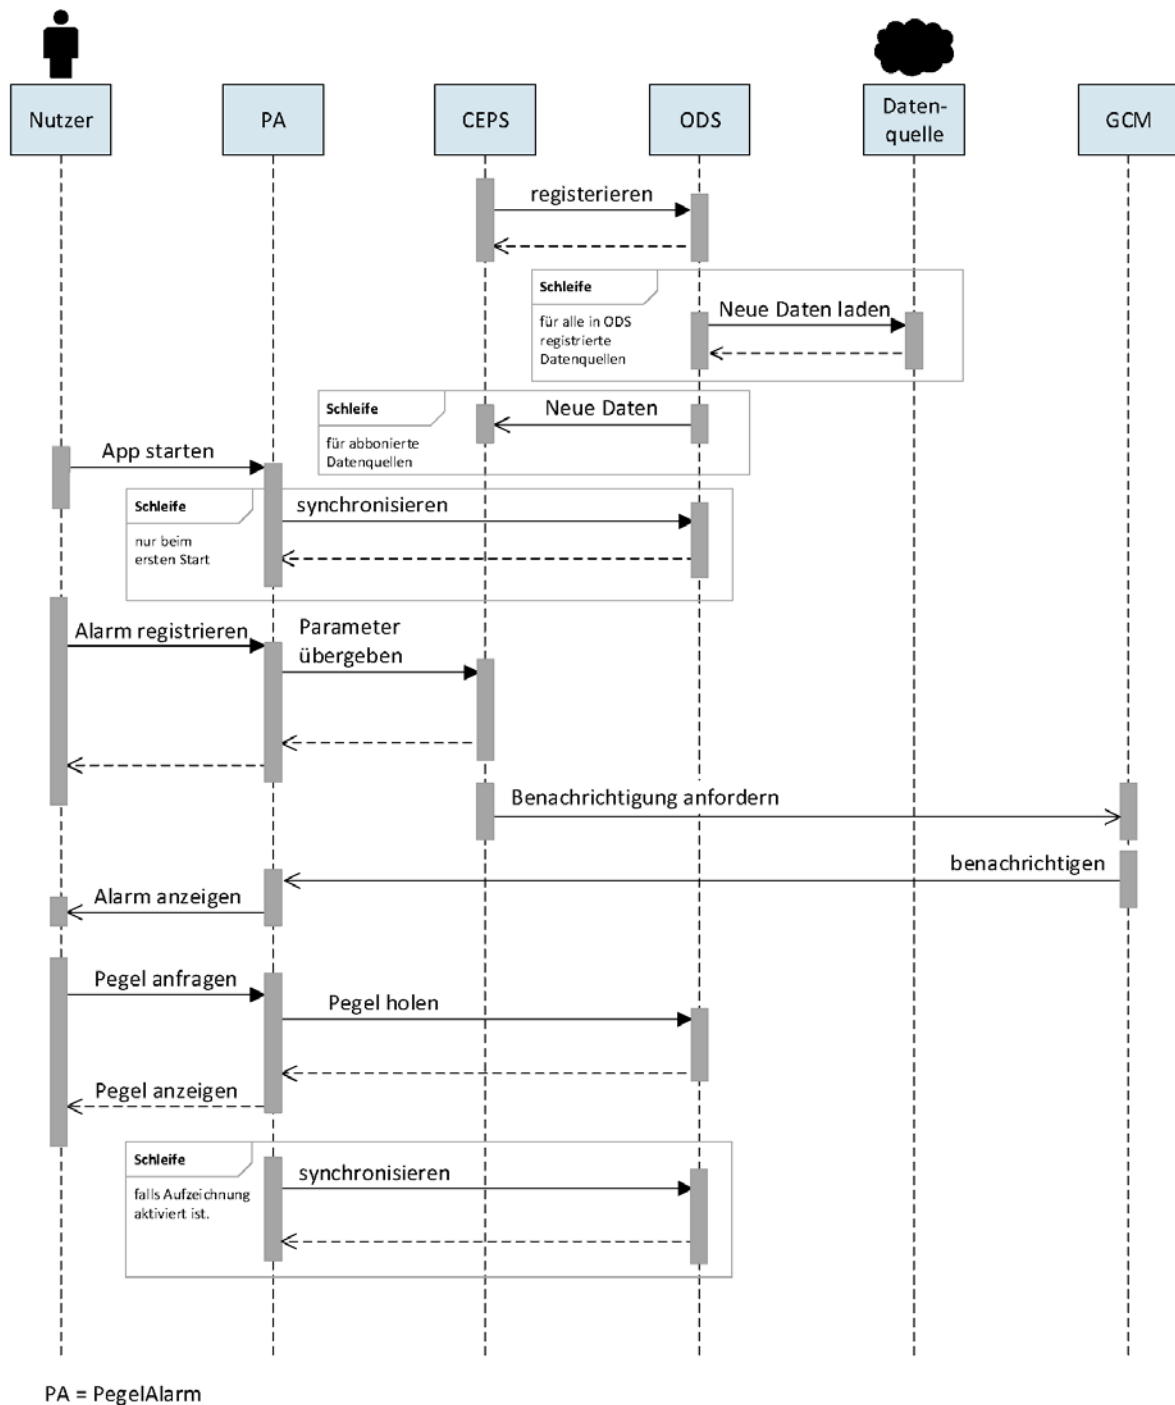 Nutzer
PA
CEPS
ODS
Daten-
quelle
GCM
registerieren
Schleife
für alle in ODS
registrierte
Datenquellen
Neue Daten laden
Schleife
für abbonierte
Datenquellen
Neue Daten
App starten
Schleife
nur beim
ersten Start
synchronisieren
Alarm registrieren
Parameter
übergeben
Benachrichtigung anfordern
benachrichtigen
Alarm anzeigen
Pegel anfragen
Pegel holen
Pegel anzeigen
Schleife
falls Aufzeichnung
aktiviert ist.
synchronisieren
PA = PegelAlarm